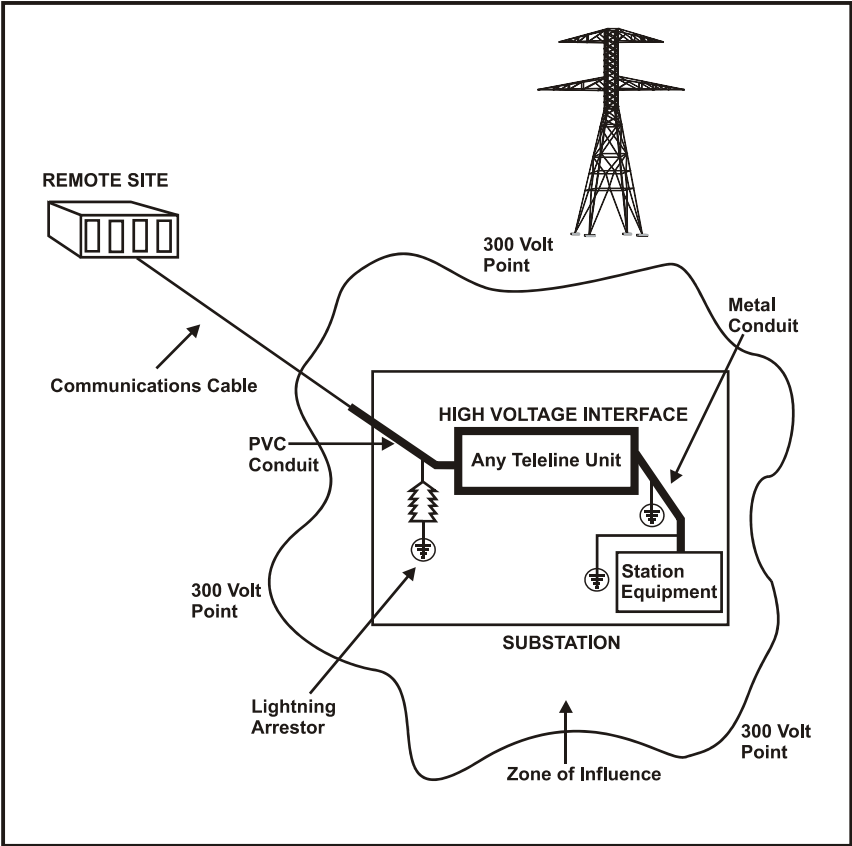 REMOTE SITE
300 Volt
Point
Metal
Conduit
Communications Cable
HIGH VOLTAGE INTERFACE
PVC
Conduit
Any Teleline Unit
Station
Equipment
300 Volt
Point
SUBSTATION
Lightning
Arrestor
300 Volt
Point
Zone of Influence